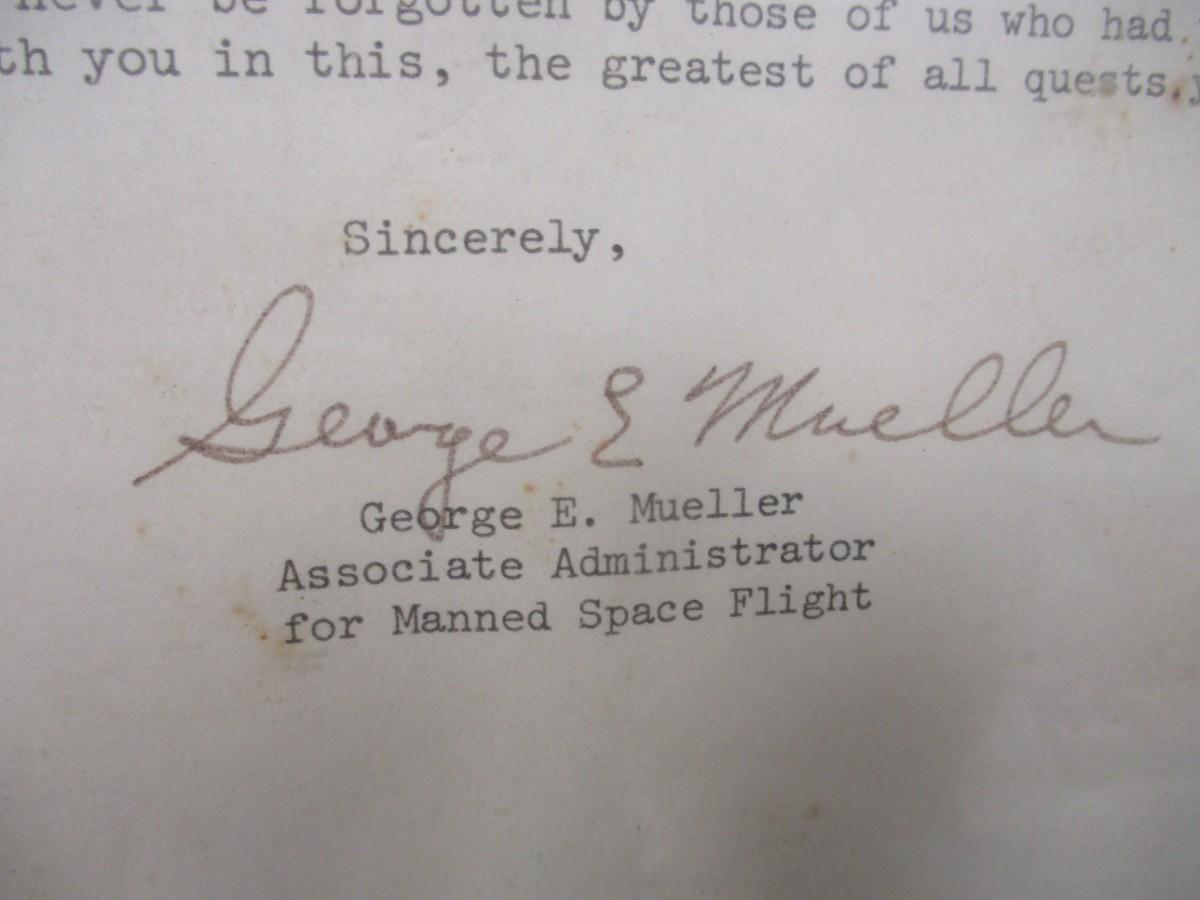 never be forgotten by those of us who had
th you in this, the greatest of all quests.
Sincerely,
George E Mueller
George E. Mueller
Associate Administrator
for Manned Space Flight